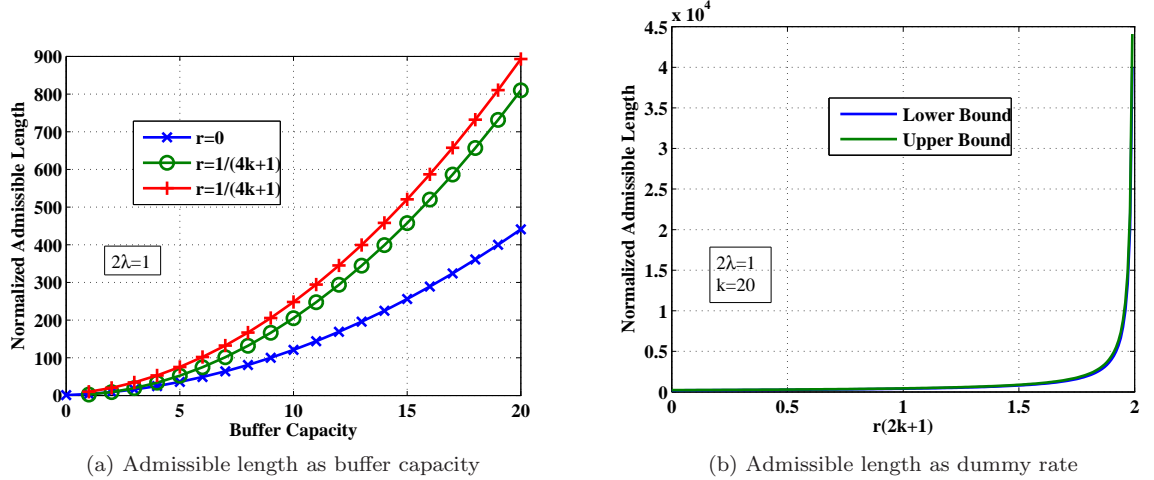 900
800
700
600
500
400
300
200
100
0
Normalized Admissible Length
r=0
r=1/(4k+1)
r=1/(4k+1)
2λ=1
0 5 10 15 20
Buffer Capacity
(a) Admissible length as buffer capacity
x 10^4
4.5
4
3.5
3
2.5
2
1.5
1
0.5
0
Normalized Admissible Length
Lower Bound
Upper Bound
2λ=1
k=20
0 0.5 1 1.5 2
r(2k+1)
(b) Admissible length as dummy rate